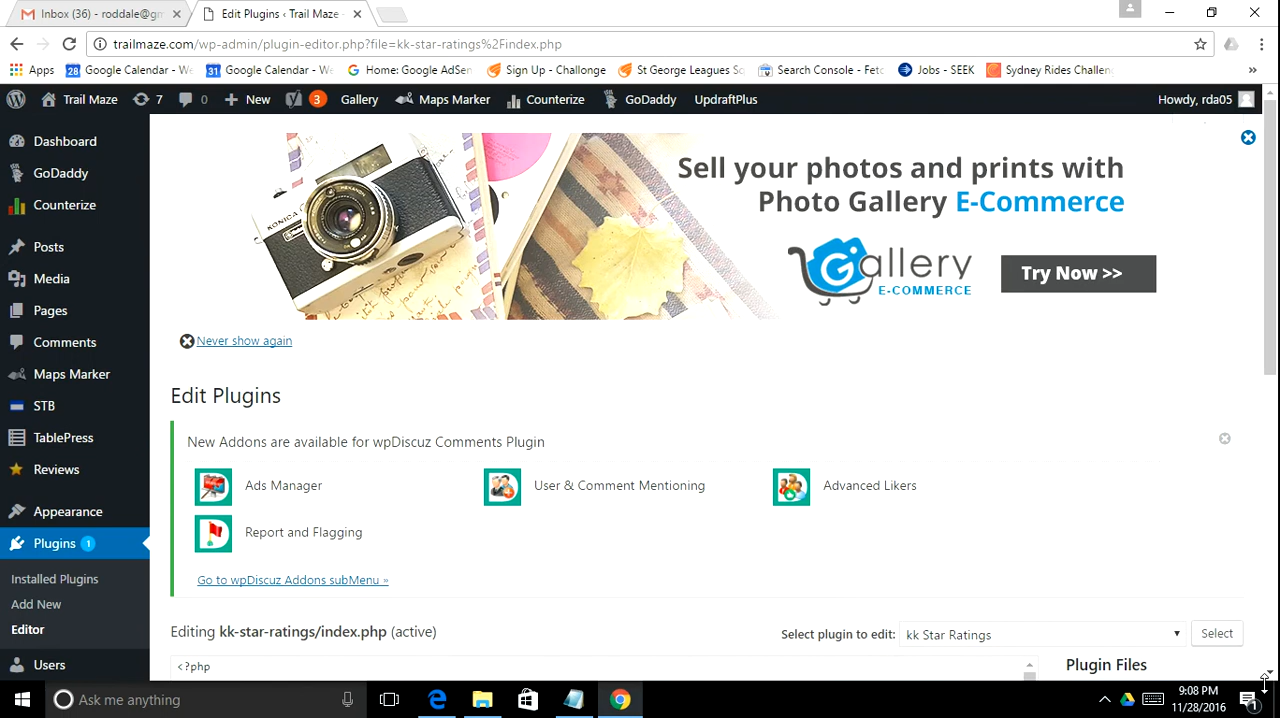 Inbox (36) - roddale@gm
Edit Plugins ‹ Trail Maze -
trailmaze.com/wp-admin/plugin-editor.php?file=kk-star-ratings%2Findex.php
Apps
28 Google Calendar - We
31 Google Calendar - We
Home: Google AdSen
Sign Up - Challonge
St George Leagues Sq
Search Console - Fetc
Jobs - SEEK
Sydney Rides Challen
»
Trail Maze
7
0
New
3
Gallery
Maps Marker
Counterize
GoDaddy
UpdraftPlus
Howdy, rda05
Dashboard
GoDaddy
Counterize
Posts
Media
Pages
Comments
Maps Marker
STB
TablePress
Reviews
Appearance
Plugins 1
Installed Plugins
Add New
Editor
Users
KONICA
Sell your photos and prints with
Photo Gallery E-Commerce
Gallery
E-COMMERCE
Try Now >>
Never show again
Edit Plugins
New Addons are available for wpDiscuz Comments Plugin
Ads Manager
User & Comment Mentioning
Advanced Likers
Report and Flagging
Go to wpDiscuz Addons subMenu »
Editing kk-star-ratings/index.php (active)
Select plugin to edit:
kk Star Ratings
Select
<?php
Plugin Files
Ask me anything
9:08 PM
11/28/2016
1